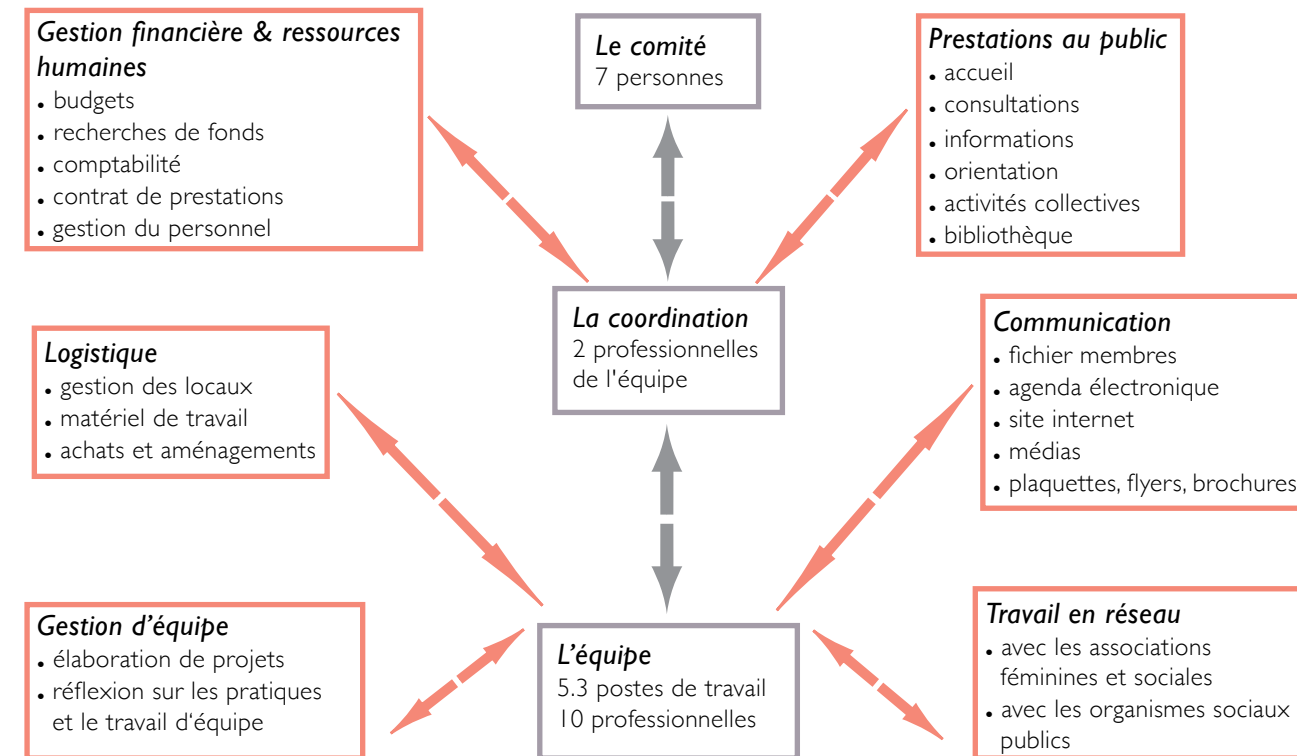 Gestion financière & ressources
humaines
• budgets
• recherches de fonds
• comptabilité
• contrat de prestations
• gestion du personnel
Le comité
7 personnes
Prestations au public
• accueil
• consultations
• informations
• orientation
• activités collectives
• bibliothèque
La coordination
2 professionnelles
de l'équipe
Logistique
• gestion des locaux
• matériel de travail
• achats et aménagements
Communication
• fichier membres
• agenda électronique
• site internet
• médias
• plaquettes, flyers, brochures
Gestion d’équipe
• élaboration de projets
• réflexion sur les pratiques
et le travail d‘équipe
L’équipe
5.3 postes de travail
10 professionnelles
Travail en réseau
• avec les associations
féminines et sociales
• avec les organismes sociaux
publics